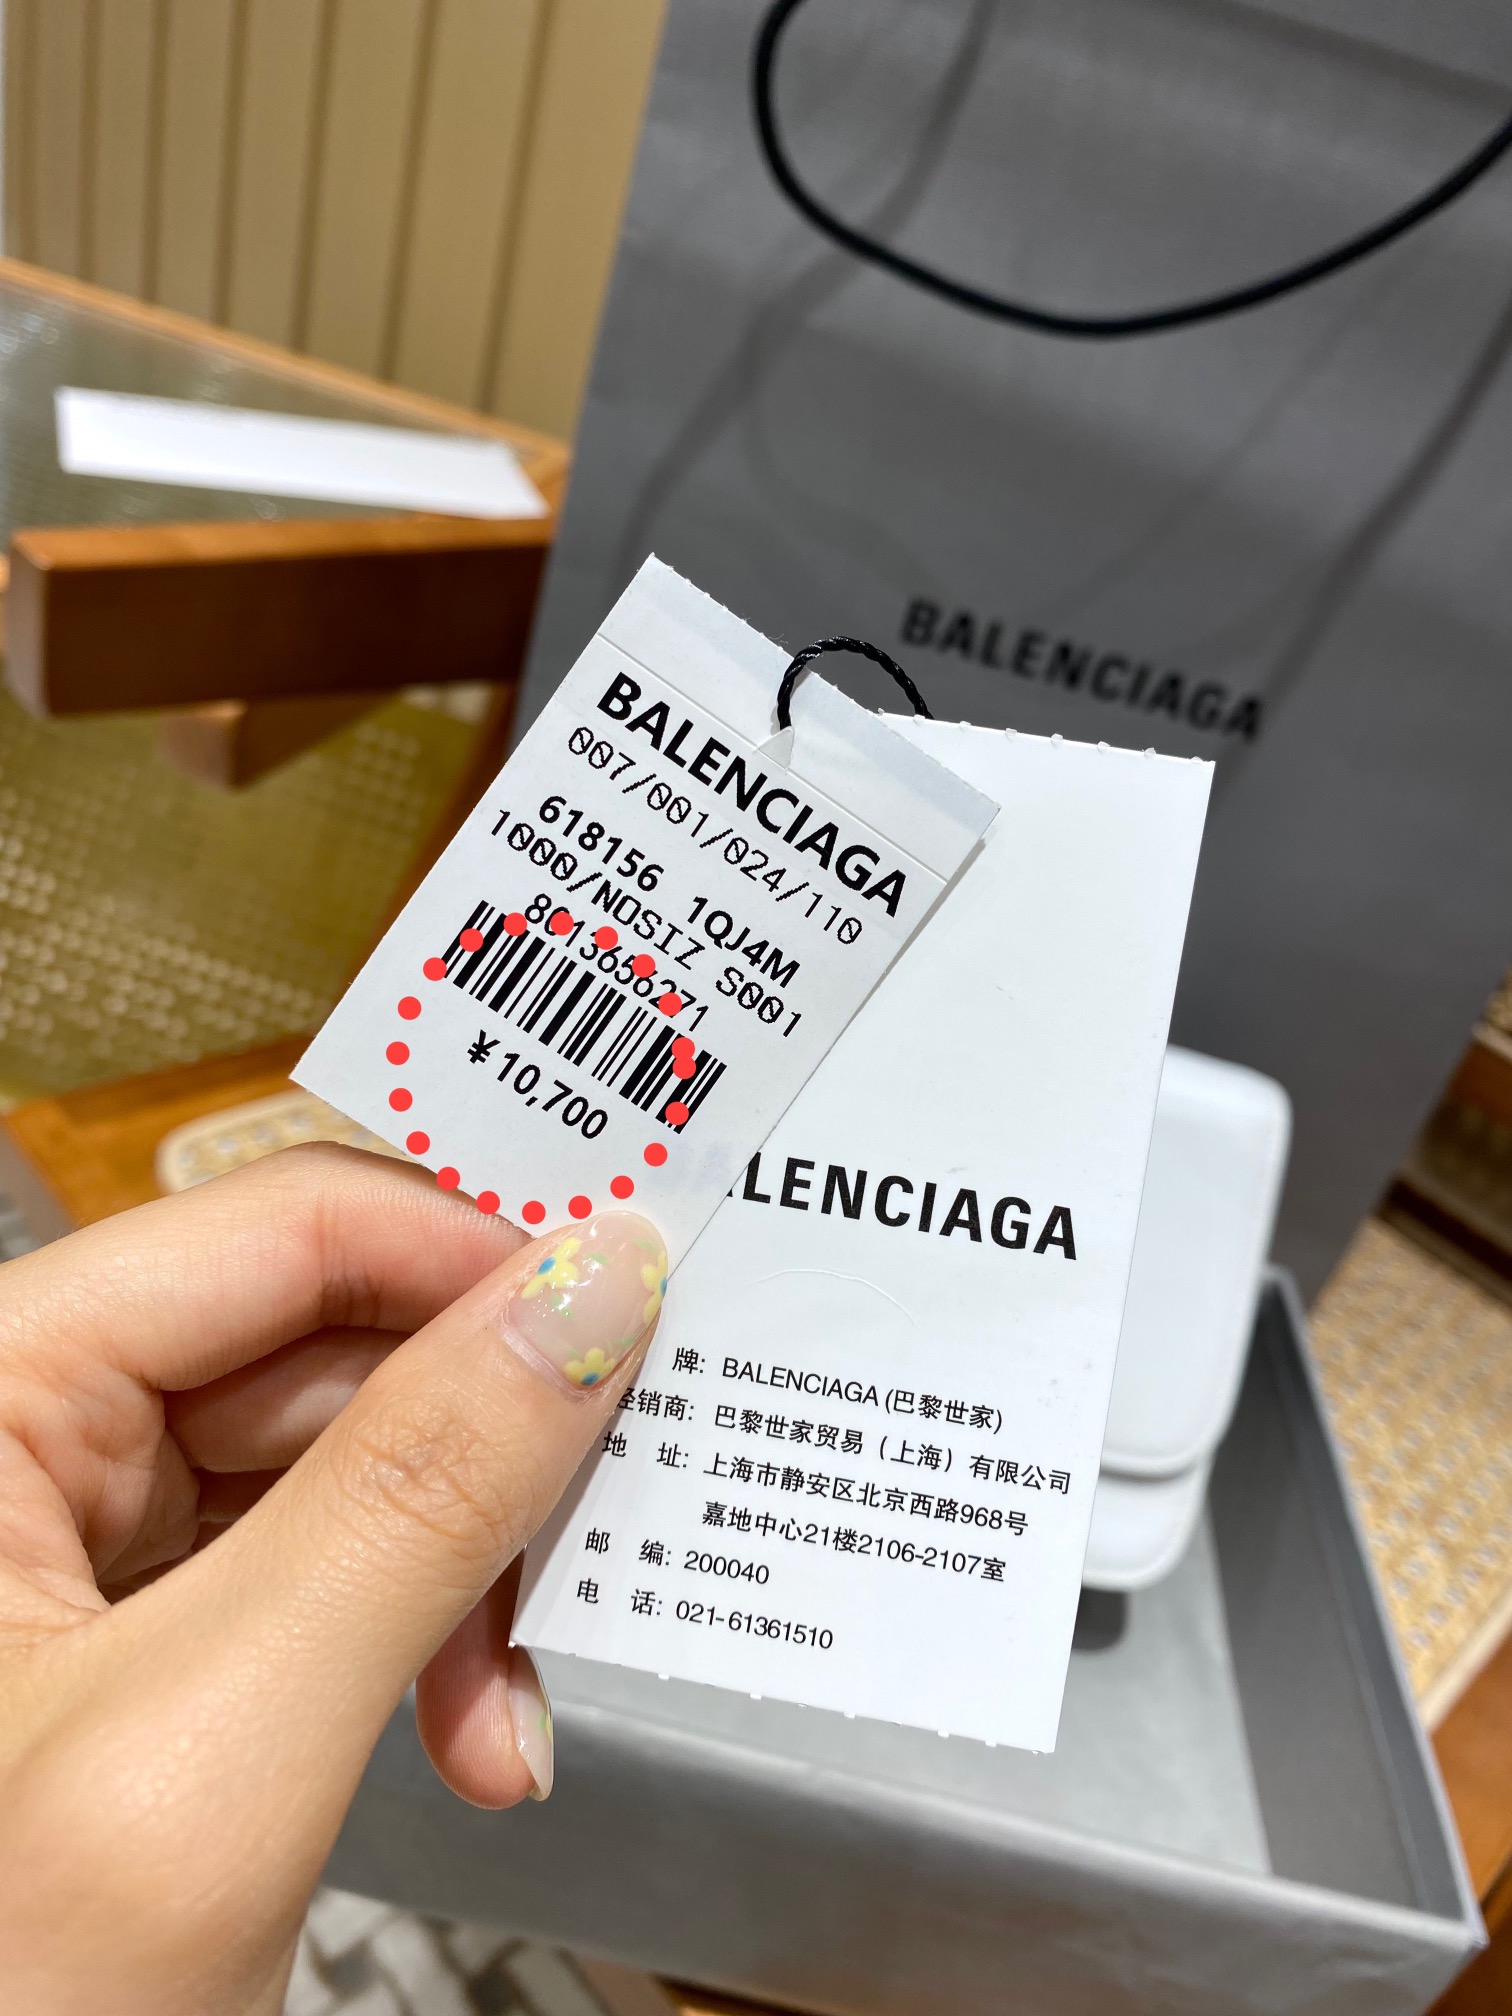 BALENCIAGA
BALENCIAGA
007/001/024/110
618156 1QJ4M
1000/NOSIZ S001
8013656271
¥10,700
ALENCIAGA
牌: BALENCIAGA (巴黎世家)
经销商: 巴黎世家贸易（上海）有限公司
地 址: 上海市静安区北京西路968号
嘉地中心21楼2106-2107室
邮 编: 200040
电 话: 021-61361510